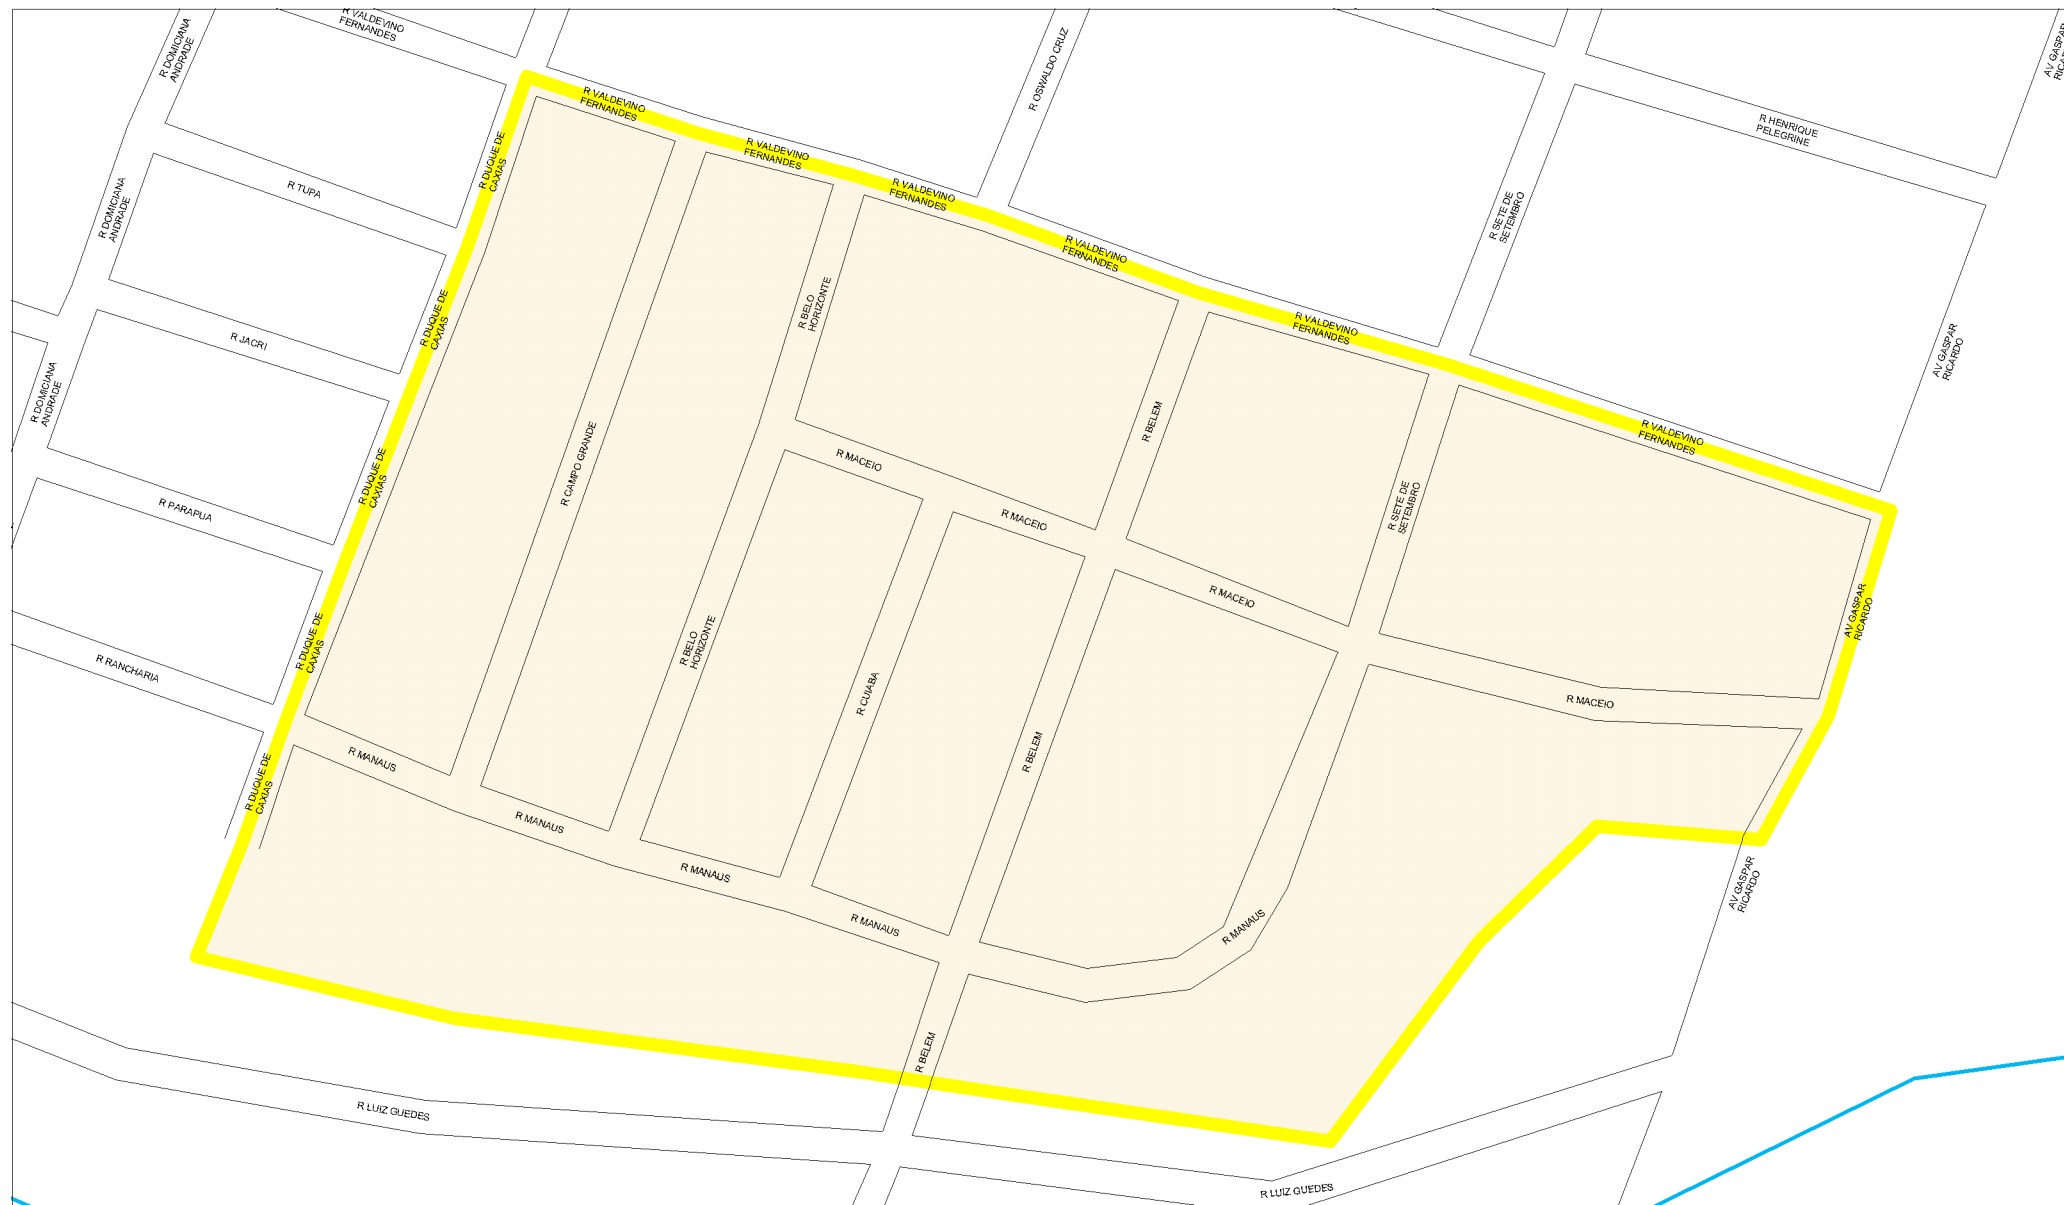 R VALDEVINO
FERNANDES
R DOMICIANA
ANDRADE
R OSWALDO CRUZ
AV GASPAR
R VALDEVINO
FERNANDES
R HENRIQUE
PELEGRINE
R DUQUE DE
CAXIAS
R VALDEVINO
FERNANDES
R TUPA
R VALDEVINO
FERNANDES
R DOMICIANA
ANDRADE
R SETE DE
SETEMBRO
R VALDEVINO
FERNANDES
R BELO
HORIZONTE
R DUQUE DE
CAXIAS
R VALDEVINO
FERNANDES
R JACRI
AV GASPAR
RICARDO
R DOMICIANA
ANDRADE
R BELEM
R VALDEVINO
FERNANDES
R CAMPO GRANDE
R MACEIO
R DUQUE DE
CAXIAS
R PARAPUA
R MACEIO
R SETE DE
SETEMBRO
R MACEIO
AV GASPAR
RICARDO
R DUQUE DE
CAXIAS
R BELO
HORIZONTE
R RANCHARIA
R CUIABA
R MACEIO
R BELEM
R MANAUS
R DUQUE DE
CAXIAS
R MANAUS
R MANAUS
AV GASPAR
RICARDO
R MANAUS
R MANAUS
R BELEM
R LUIZ GUEDES
R LUIZ GUEDES